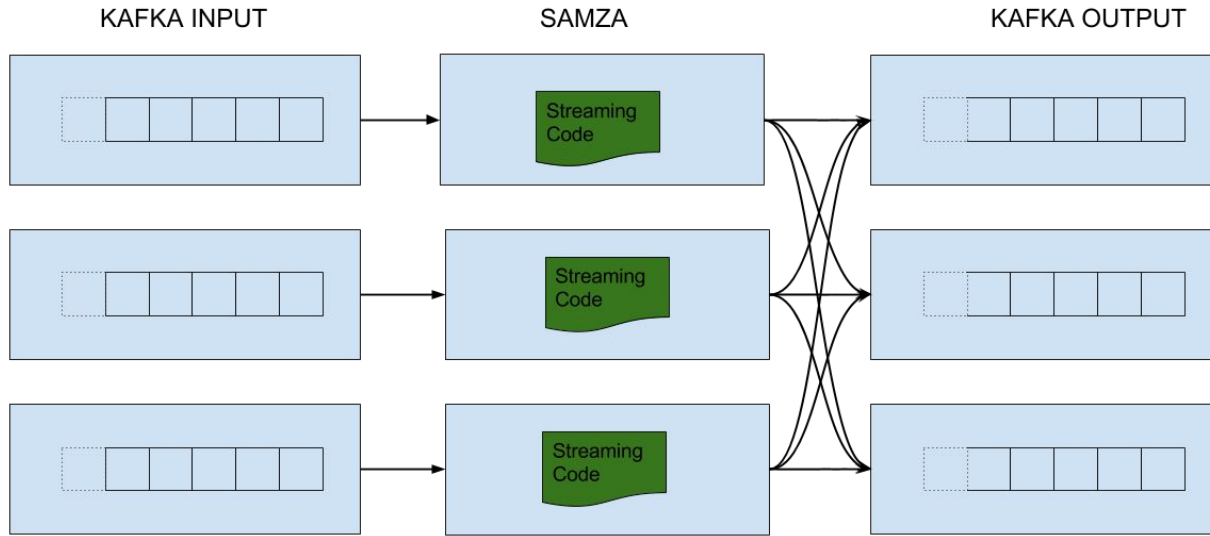 KAFKA INPUT
SAMZA
KAFKA OUTPUT
Streaming
Code
Streaming
Code
Streaming
Code